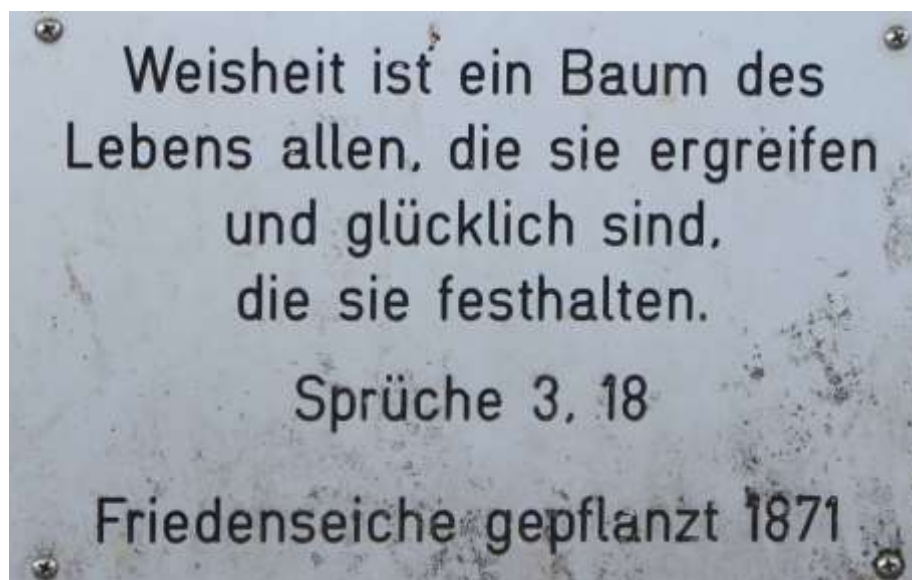 Weisheit ist ein Baum des
Lebens allen, die sie ergreifen
und glücklich sind,
die sie festhalten.
Sprüche 3, 18
Friedenseiche gepflanzt 1871